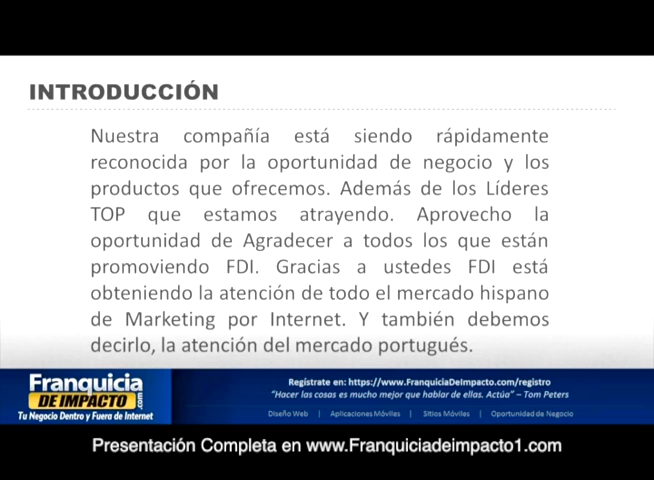 INTRODUCCIÓN
Nuestra compañía está siendo rápidamente
reconocida por la oportunidad de negocio y los
productos que ofrecemos. Además de los Líderes
TOP que estamos atrayendo. Aprovecho la
oportunidad de Agradecer a todos los que están
promoviendo FDI. Gracias a ustedes FDI está
obteniendo la atención de todo el mercado hispano
de Marketing por Internet. Y también debemos
decirlo, la atención del mercado portugués.
Franquicia
DE IMPACTO.com
Tu Negocio Dentro y Fuera de Internet
Regístrate en: https://www.FranquiciaDeImpacto.com/registro
"Hacer las cosas es mucho mejor que hablar de ellas. Actúa" – Tom Peters
Diseño Web | Aplicaciones Móviles | Sitios Móviles | Oportunidad de Negocio
Presentación Completa en www.Franquiciadeimpacto1.com